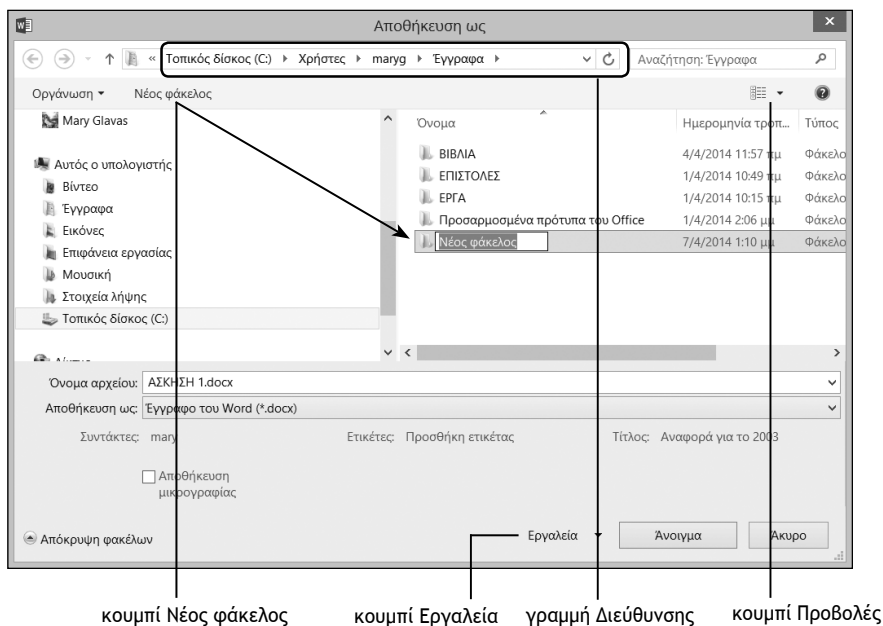 Αποθήκευση ως
« Τοπικός δίσκος (C:) Χρήστες maryg Έγγραφα Αναζήτηση: Έγγραφα
Οργάνωση Νέος φάκελος
Mary Glavas
Αυτός ο υπολογιστής
Βίντεο
Έγγραφα
Εικόνες
Επιφάνεια εργασίας
Μουσική
Στοιχεία λήψης
Τοπικός δίσκος (C:)
Όνομα Ημερομηνία τροπ... Τύπος
ΒΙΒΛΙΑ 4/4/2014 11:57 πμ Φάκελο
ΕΠΙΣΤΟΛΕΣ 1/4/2014 10:49 πμ Φάκελο
ΕΡΓΑ 1/4/2014 10:15 πμ Φάκελο
Προσαρμοσμένα πρότυπα του Office 1/4/2014 2:06 μμ Φάκελο
Νέος φάκελος 7/4/2014 1:10 μμ Φάκελο
Όνομα αρχείου: ΑΣΚΗΣΗ 1.docx
Αποθήκευση ως: Έγγραφο του Word (*.docx)
Συντάκτες: mary Ετικέτες: Προσθήκη ετικέτας Τίτλος: Αναφορά για το 2003
Αποθήκευση
μικρογραφίας
Απόκρυψη φακέλων Εργαλεία Άνοιγμα Άκυρο
κουμπί Νέος φάκελος κουμπί Εργαλεία γραμμή Διεύθυνσης κουμπί Προβολές